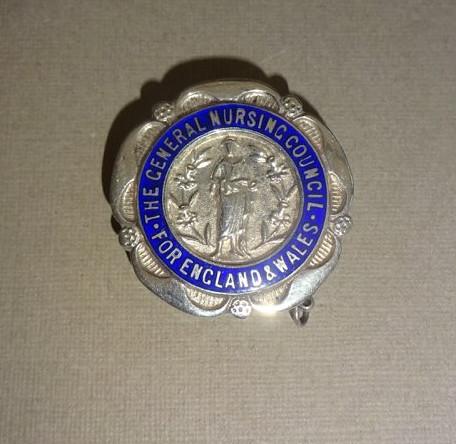 THE GENERAL NURSING COUNCIL
· FOR ENGLAND & WALES ·